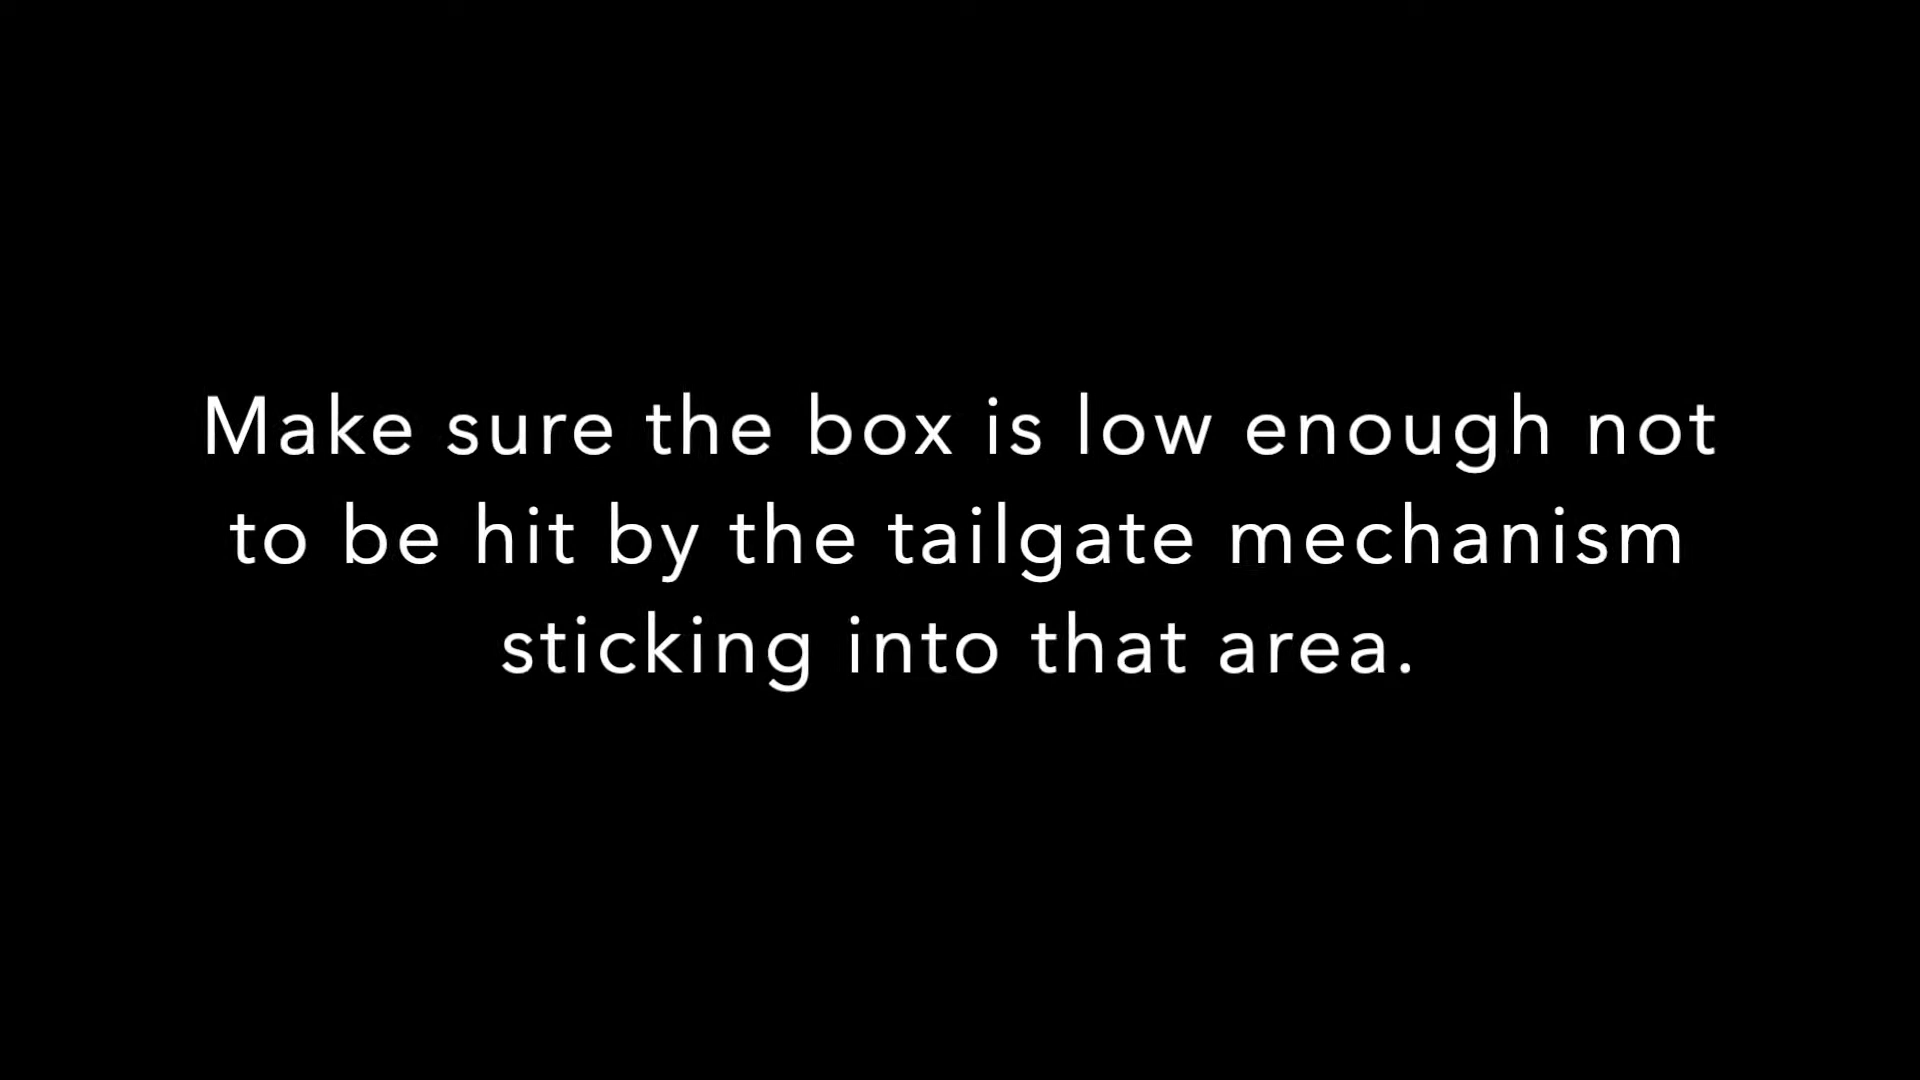 Make sure the box is low enough not
to be hit by the tailgate mechanism
sticking into that area.